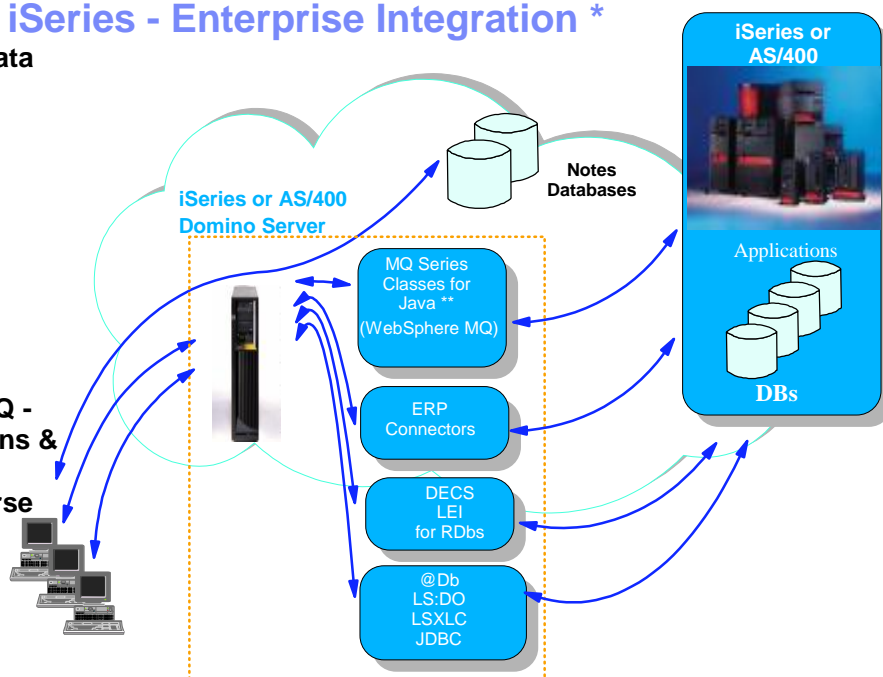 iSeries - Enterprise Integration *
ata
iSeries or
AS/400
Notes
Databases
iSeries or AS/400
Domino Server
MQ Series
Classes for
Java **
(WebSphere MQ)
Applications
DBs
Q -
ns &
rse
ERP
Connectors
DECS
LEI
for RDbs
@Db
LS:DO
LSXLC
JDBC